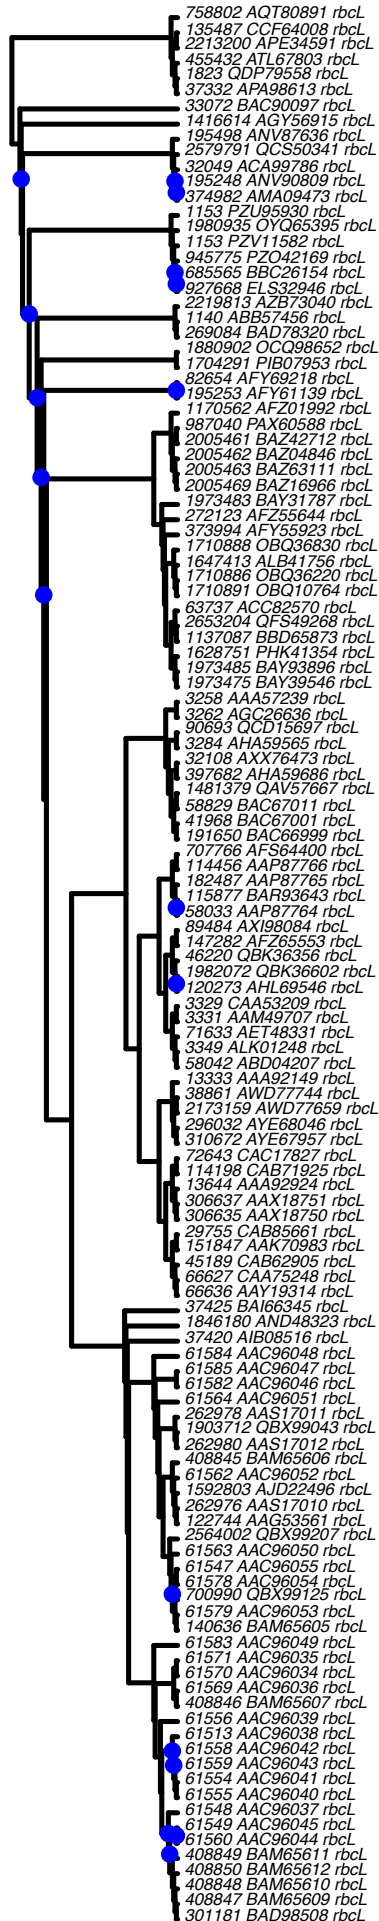 758802 AQT80891 rbcL
135487 CCF64008 rbcL
2213200 APE34591 rbcL
455432 ATL67803 rbcL
1823 QDP79558 rbcL
37332 APA98613 rbcL
33072 BAC90097 rbcL
1416614 AGY56915 rbcL
195498 ANV87636 rbcL
2579791 QCS50341 rbcL
32049 ACA99786 rbcL
195248 ANV90809 rbcL
374982 AMA09473 rbcL
1153 PZU95930 rbcL
1980935 OYQ65395 rbcL
1153 PZV11582 rbcL
945775 PZO42169 rbcL
685565 BBC26154 rbcL
927668 ELS32946 rbcL
2219813 AZB73040 rbcL
1140 ABB57456 rbcL
269084 BAD78320 rbcL
1880902 OCQ98652 rbcL
1704291 PIB07953 rbcL
82654 AFY69218 rbcL
195253 AFY61139 rbcL
1170562 AFZ01992 rbcL
987040 PAX60588 rbcL
2005461 BAZ42712 rbcL
2005462 BAZ04846 rbcL
2005463 BAZ63111 rbcL
2005469 BAZ16966 rbcL
1973483 BAY31787 rbcL
272123 AFZ55644 rbcL
373994 AFY55923 rbcL
1710888 OBQ36830 rbcL
1647413 ALB41756 rbcL
1710886 OBQ36220 rbcL
1710891 OBQ10764 rbcL
63737 ACC82570 rbcL
2653204 QFS49268 rbcL
1137087 BBD65873 rbcL
1628751 PHK41354 rbcL
1973485 BAY93896 rbcL
1973475 BAY39546 rbcL
3258 AAA57239 rbcL
3262 AGC26636 rbcL
90693 QCD15697 rbcL
3284 AHA59565 rbcL
32108 AXX76473 rbcL
397682 AHA59686 rbcL
1481379 QAV57667 rbcL
58829 BAC67011 rbcL
41968 BAC67001 rbcL
191650 BAC66999 rbcL
707766 AFS64400 rbcL
114456 AAP87766 rbcL
182487 AAP87765 rbcL
115877 BAR93643 rbcL
58033 AAP87764 rbcL
89484 AXI98084 rbcL
147282 AFZ65553 rbcL
46220 QBK36356 rbcL
1982072 QBK36602 rbcL
120273 AHL69546 rbcL
3329 CAA53209 rbcL
3331 AAM49707 rbcL
71633 AET48331 rbcL
3349 ALK01248 rbcL
58042 ABD04207 rbcL
13333 AAA92149 rbcL
38861 AWD77744 rbcL
2173159 AWD77659 rbcL
296032 AYE68046 rbcL
310672 AYE67957 rbcL
72643 CAC17827 rbcL
114198 CAB71925 rbcL
13644 AAA92924 rbcL
306637 AAX18751 rbcL
306635 AAX18750 rbcL
29755 CAB85661 rbcL
151847 AAK70983 rbcL
45189 CAB62905 rbcL
66627 CAA75248 rbcL
66636 AAY19314 rbcL
37425 BAI66345 rbcL
1846180 AND48323 rbcL
37420 AIB08516 rbcL
61584 AAC96048 rbcL
61585 AAC96047 rbcL
61582 AAC96046 rbcL
61564 AAC96051 rbcL
262978 AAS17011 rbcL
1903712 QBX99043 rbcL
262980 AAS17012 rbcL
408845 BAM65606 rbcL
61562 AAC96052 rbcL
1592803 AJD22496 rbcL
262976 AAS17010 rbcL
122744 AAG53561 rbcL
2564002 QBX99207 rbcL
61563 AAC96050 rbcL
61547 AAC96055 rbcL
61578 AAC96054 rbcL
700990 QBX99125 rbcL
61579 AAC96053 rbcL
140636 BAM65605 rbcL
61583 AAC96049 rbcL
61571 AAC96035 rbcL
61570 AAC96034 rbcL
61569 AAC96036 rbcL
408846 BAM65607 rbcL
61556 AAC96039 rbcL
61513 AAC96038 rbcL
61558 AAC96042 rbcL
61559 AAC96043 rbcL
61554 AAC96041 rbcL
61555 AAC96040 rbcL
61548 AAC96037 rbcL
61549 AAC96045 rbcL
61560 AAC96044 rbcL
408849 BAM65611 rbcL
408850 BAM65612 rbcL
408848 BAM65610 rbcL
408847 BAM65609 rbcL
301181 BAD98508 rbcL